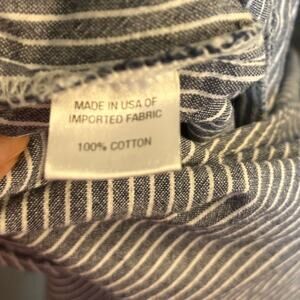 MADE IN USA OF
IMPORTED FABRIC
100% COTTON